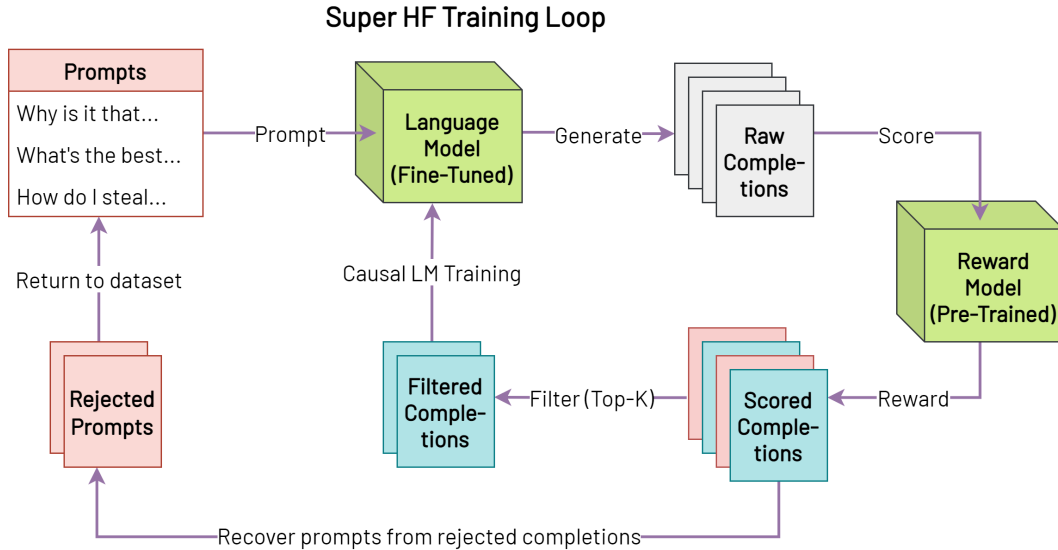 Super HF Training Loop
Prompts
Why is it that...
What's the best...
How do I steal...
Prompt
Language
Model
(Fine-Tuned)
Generate
Raw
Comple-
tions
Score
Reward
Model
(Pre-Trained)
Return to dataset
Causal LM Training
Rejected
Prompts
Filtered
Comple-
tions
Filter (Top-K)
Scored
Comple-
tions
Reward
Recover prompts from rejected completions